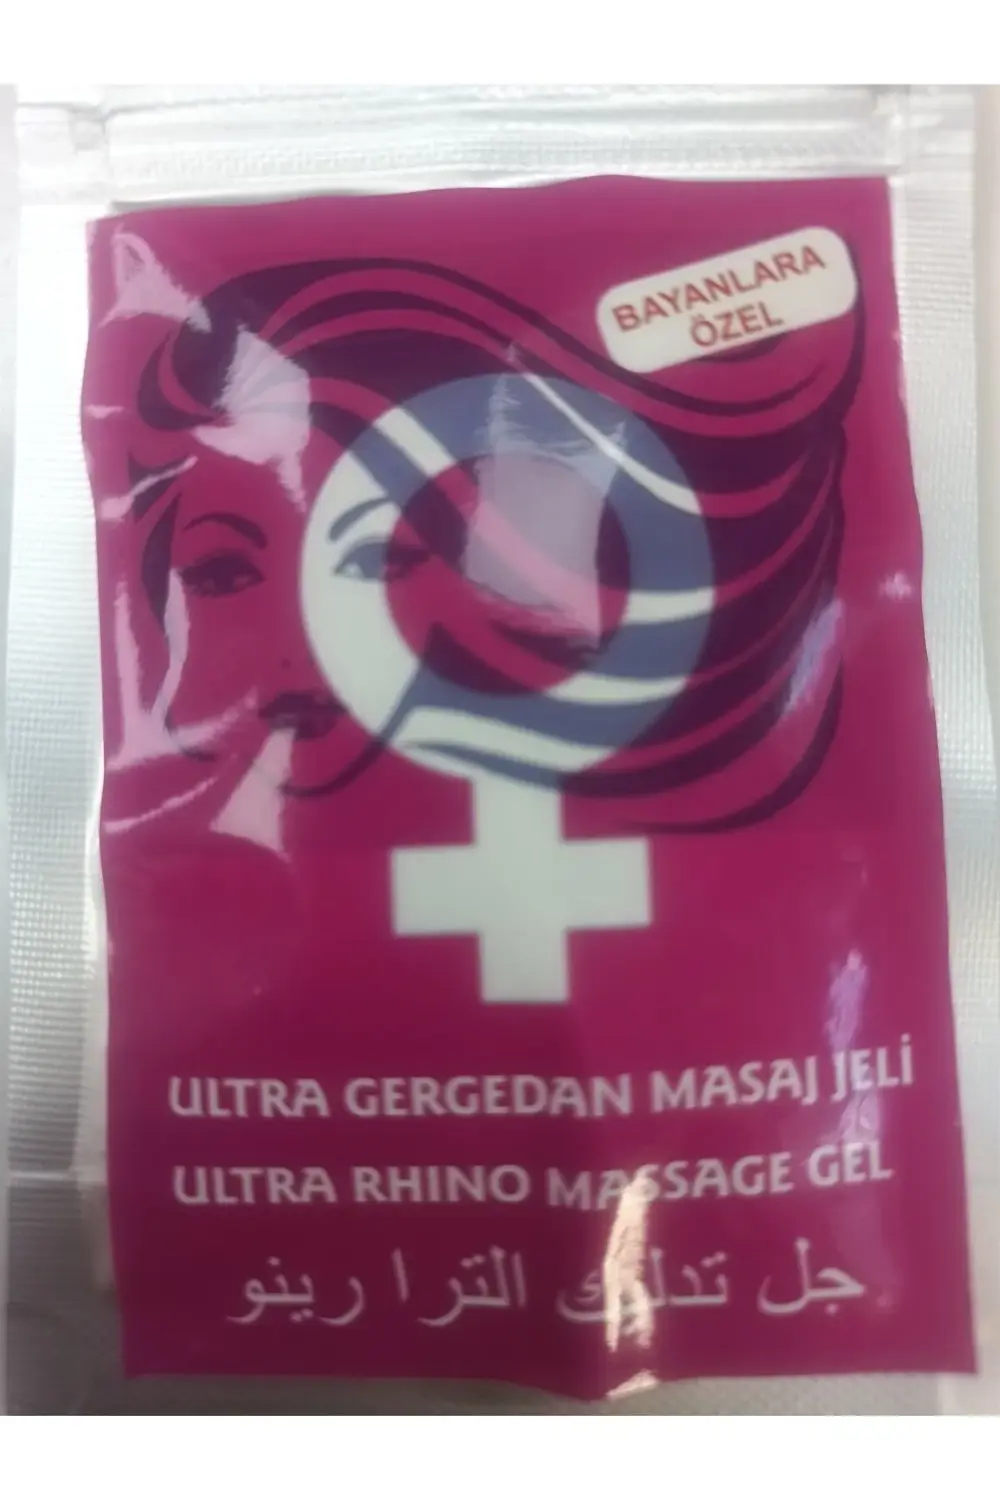 BAYANLARA
ÖZEL
ULTRA GERGEDAN MASAJ JELİ
ULTRA RHINO MASSAGE GEL
جل تدليك الترا رينو